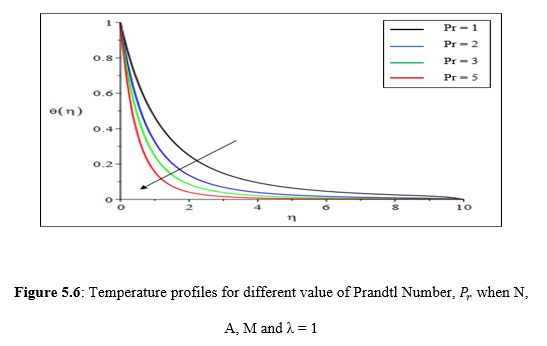 1
0.8
0.6
θ(η)
0.4
0.2
0
0 2 4 6 8 10
η
Pr = 1
Pr = 2
Pr = 3
Pr = 5
Figure 5.6: Temperature profiles for different value of Prandtl Number, Pr when N,
A, M and λ = 1